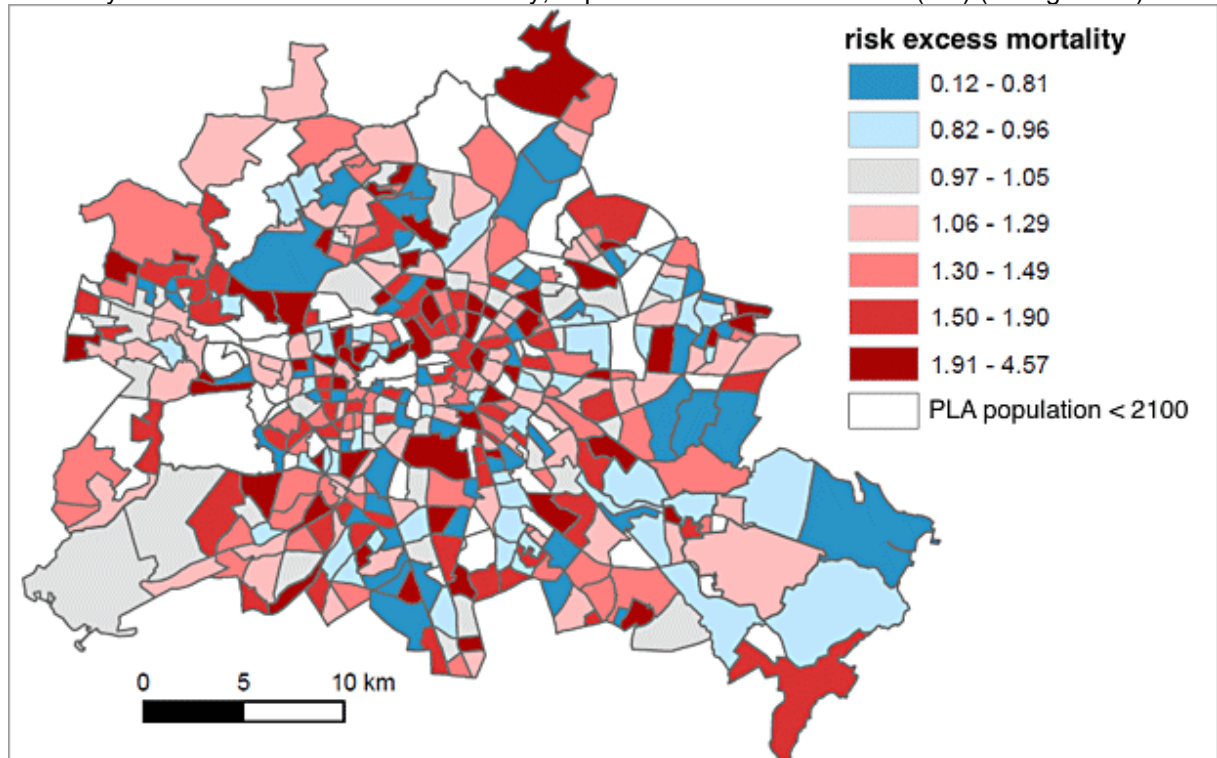 risk excess mortality
0.12 - 0.81
0.82 - 0.96
0.97 - 1.05
1.06 - 1.29
1.30 - 1.49
1.50 - 1.90
1.91 - 4.57
PLA population < 2100
0 5 10 km